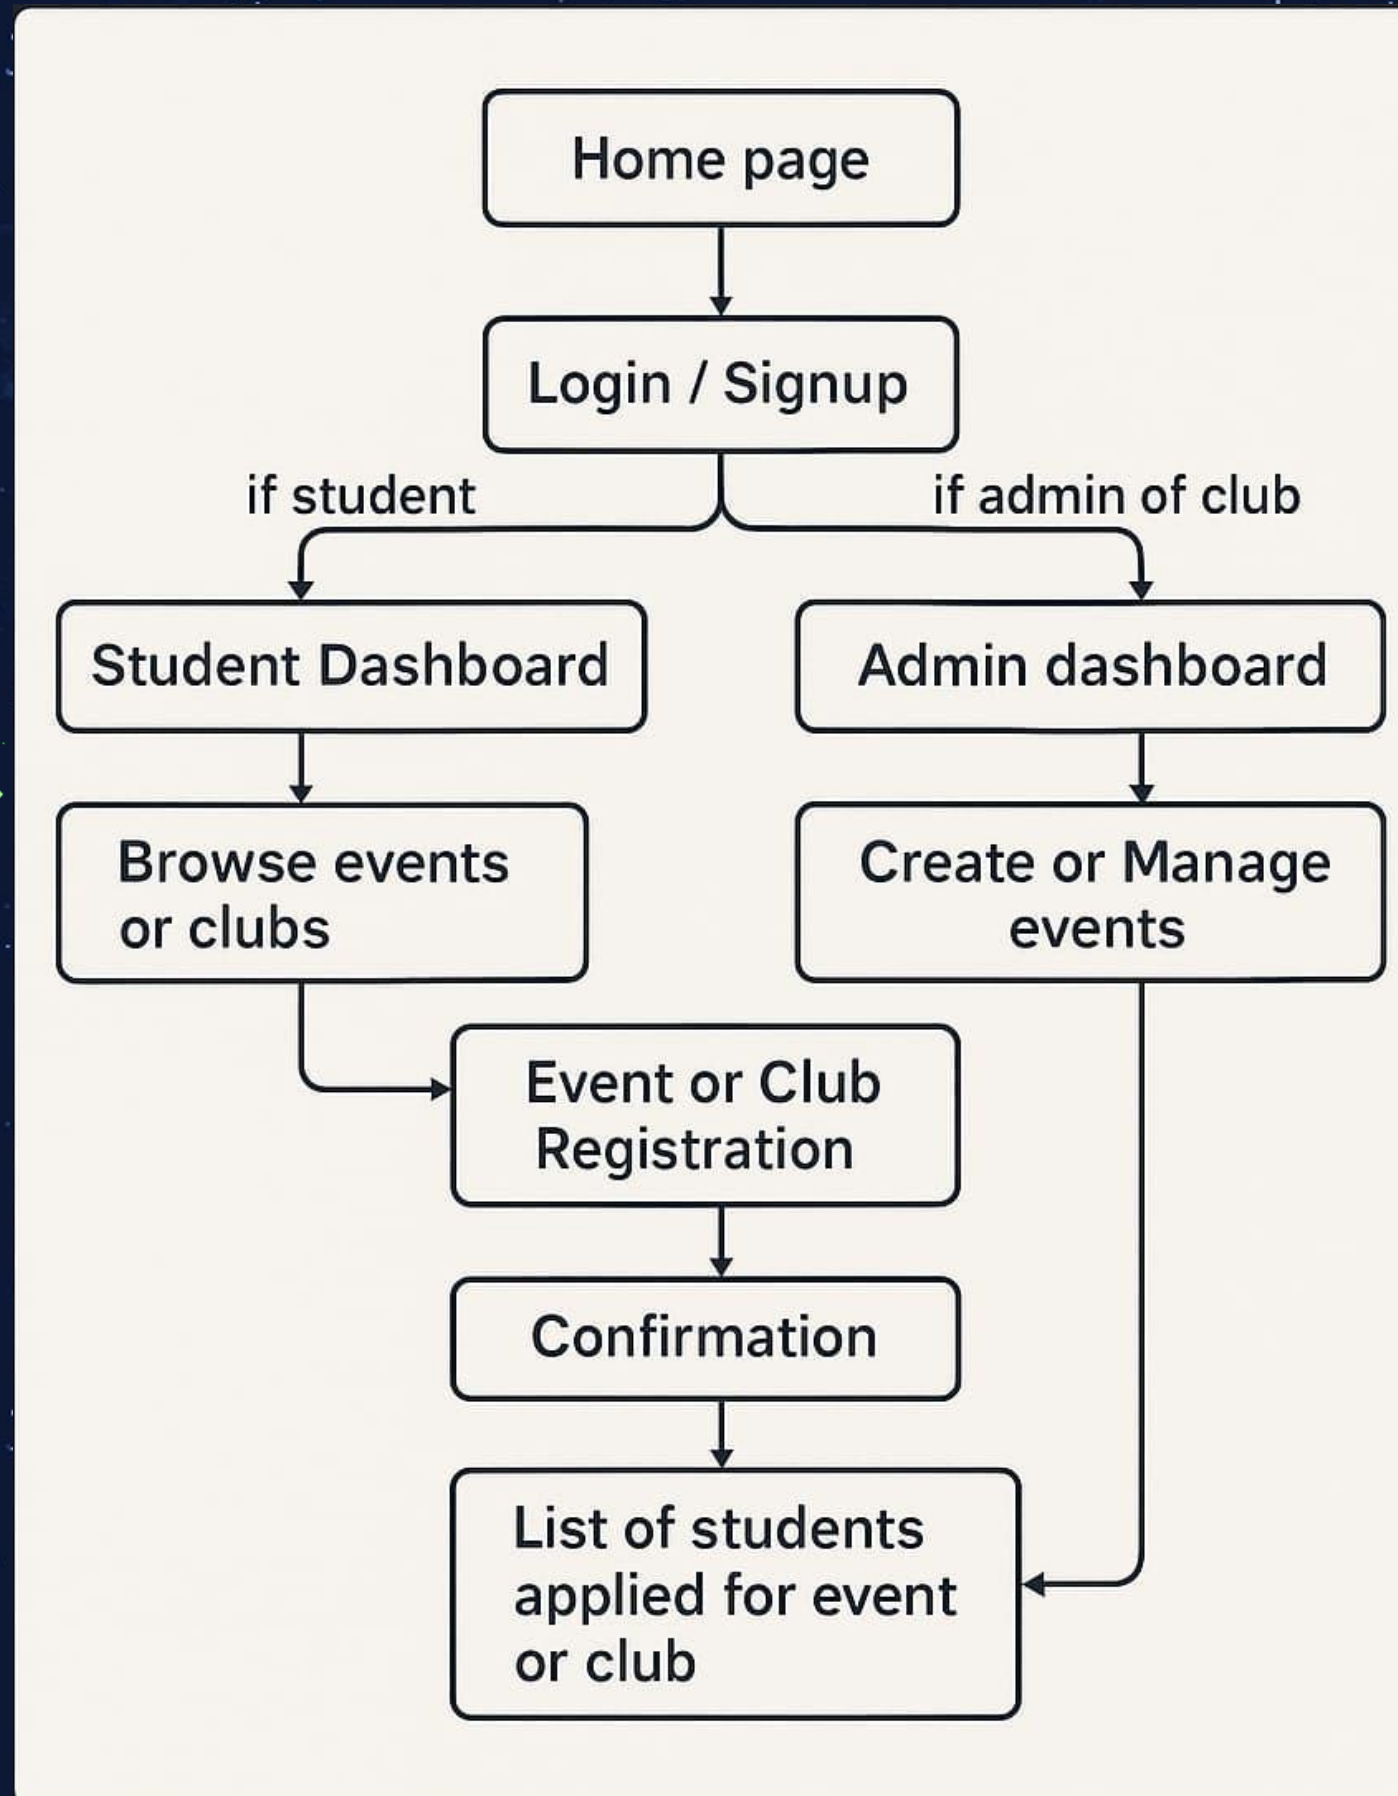 Home page
Login / Signup
if student
if admin of club
Student Dashboard
Admin dashboard
Browse events
or clubs
Create or Manage
events
Event or Club
Registration
Confirmation
List of students
applied for event
or club